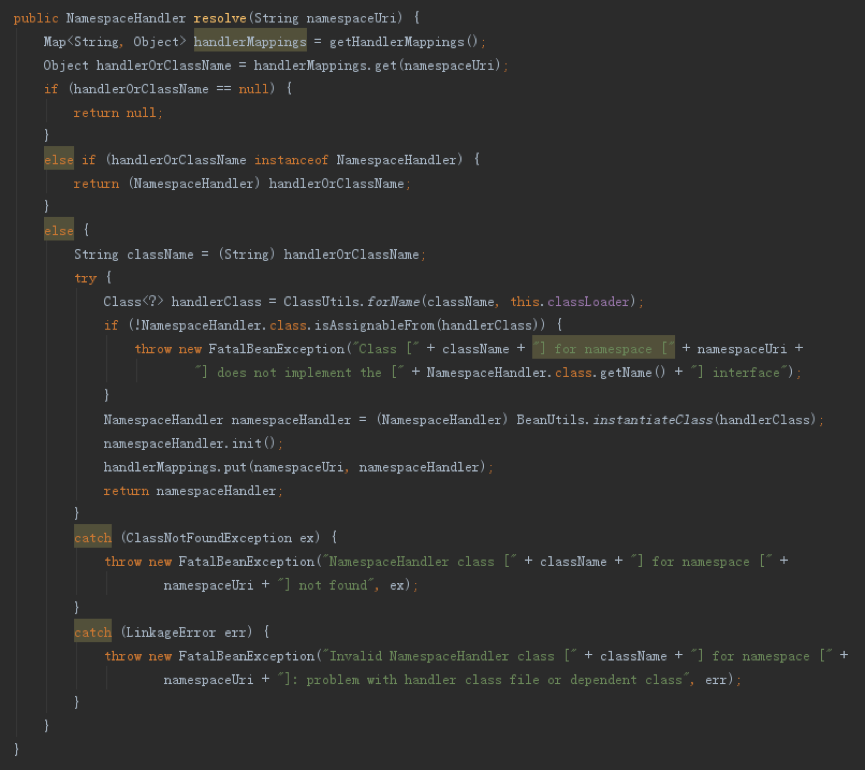 public NamespaceHandler resolve(String namespaceUri) {
    Map<String, Object> handlerMappings = getHandlerMappings();
    Object handlerOrClassName = handlerMappings.get(namespaceUri);
    if (handlerOrClassName == null) {
        return null;
    }
    else if (handlerOrClassName instanceof NamespaceHandler) {
        return (NamespaceHandler) handlerOrClassName;
    }
    else {
        String className = (String) handlerOrClassName;
        try {
            Class<?> handlerClass = ClassUtils.forName(className, this.classLoader);
            if (!NamespaceHandler.class.isAssignableFrom(handlerClass)) {
                throw new FatalBeanException("Class [" + className + "] for namespace [" + namespaceUri +
                        "] does not implement the [" + NamespaceHandler.class.getName() + "] interface");
            }
            NamespaceHandler namespaceHandler = (NamespaceHandler) BeanUtils.instantiateClass(handlerClass);
            namespaceHandler.init();
            handlerMappings.put(namespaceUri, namespaceHandler);
            return namespaceHandler;
        }
        catch (ClassNotFoundException ex) {
            throw new FatalBeanException("NamespaceHandler class [" + className + "] for namespace [" +
                    namespaceUri + "] not found", ex);
        }
        catch (LinkageError err) {
            throw new FatalBeanException("Invalid NamespaceHandler class [" + className + "] for namespace [" +
                    namespaceUri + "]: problem with handler class file or dependent class", err);
        }
    }
}